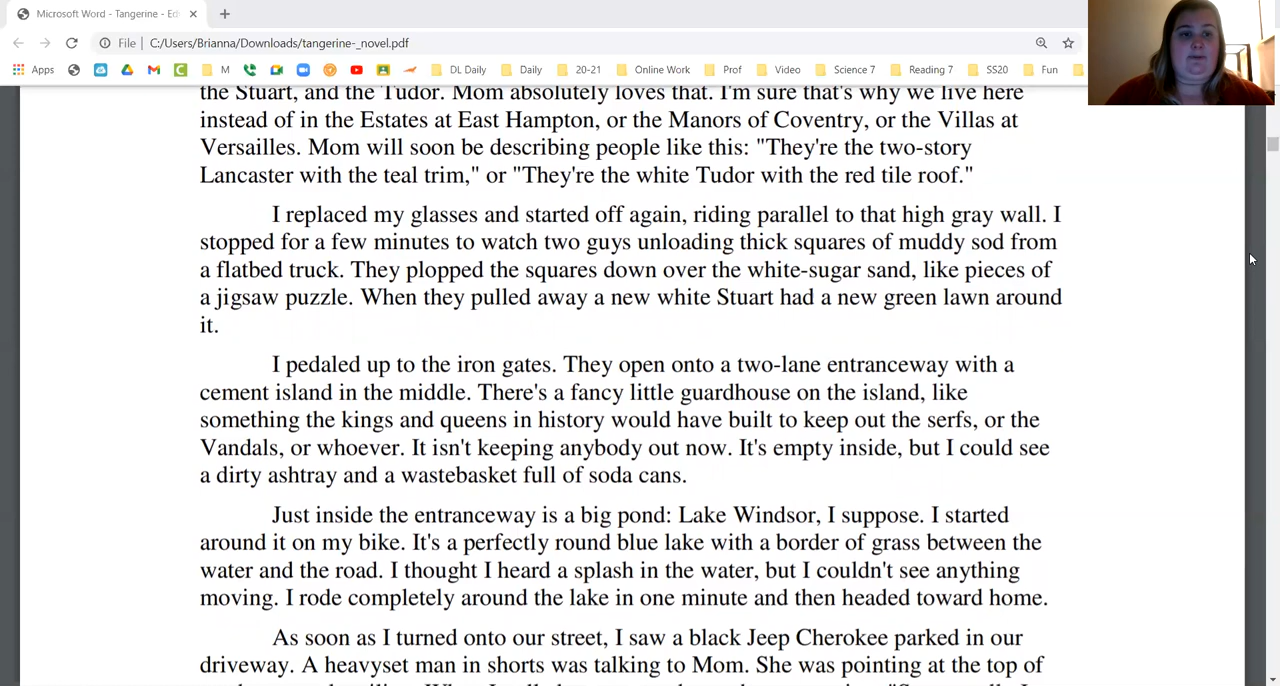 Microsoft Word - Tangerine - Ed
File | C:/Users/Brianna/Downloads/tangerine-_novel.pdf
Apps M DL Daily Daily 20-21 Online Work Prof Video Science 7 Reading 7 SS20 Fun
the Stuart, and the Tudor. Mom absolutely loves that. I'm sure that's why we live here
instead of in the Estates at East Hampton, or the Manors of Coventry, or the Villas at
Versailles. Mom will soon be describing people like this: "They're the two-story
Lancaster with the teal trim," or "They're the white Tudor with the red tile roof."
I replaced my glasses and started off again, riding parallel to that high gray wall. I
stopped for a few minutes to watch two guys unloading thick squares of muddy sod from
a flatbed truck. They plopped the squares down over the white-sugar sand, like pieces of
a jigsaw puzzle. When they pulled away a new white Stuart had a new green lawn around
it.
I pedaled up to the iron gates. They open onto a two-lane entranceway with a
cement island in the middle. There's a fancy little guardhouse on the island, like
something the kings and queens in history would have built to keep out the serfs, or the
Vandals, or whoever. It isn't keeping anybody out now. It's empty inside, but I could see
a dirty ashtray and a wastebasket full of soda cans.
Just inside the entranceway is a big pond: Lake Windsor, I suppose. I started
around it on my bike. It's a perfectly round blue lake with a border of grass between the
water and the road. I thought I heard a splash in the water, but I couldn't see anything
moving. I rode completely around the lake in one minute and then headed toward home.
As soon as I turned onto our street, I saw a black Jeep Cherokee parked in our
driveway. A heavyset man in shorts was talking to Mom. She was pointing at the top of